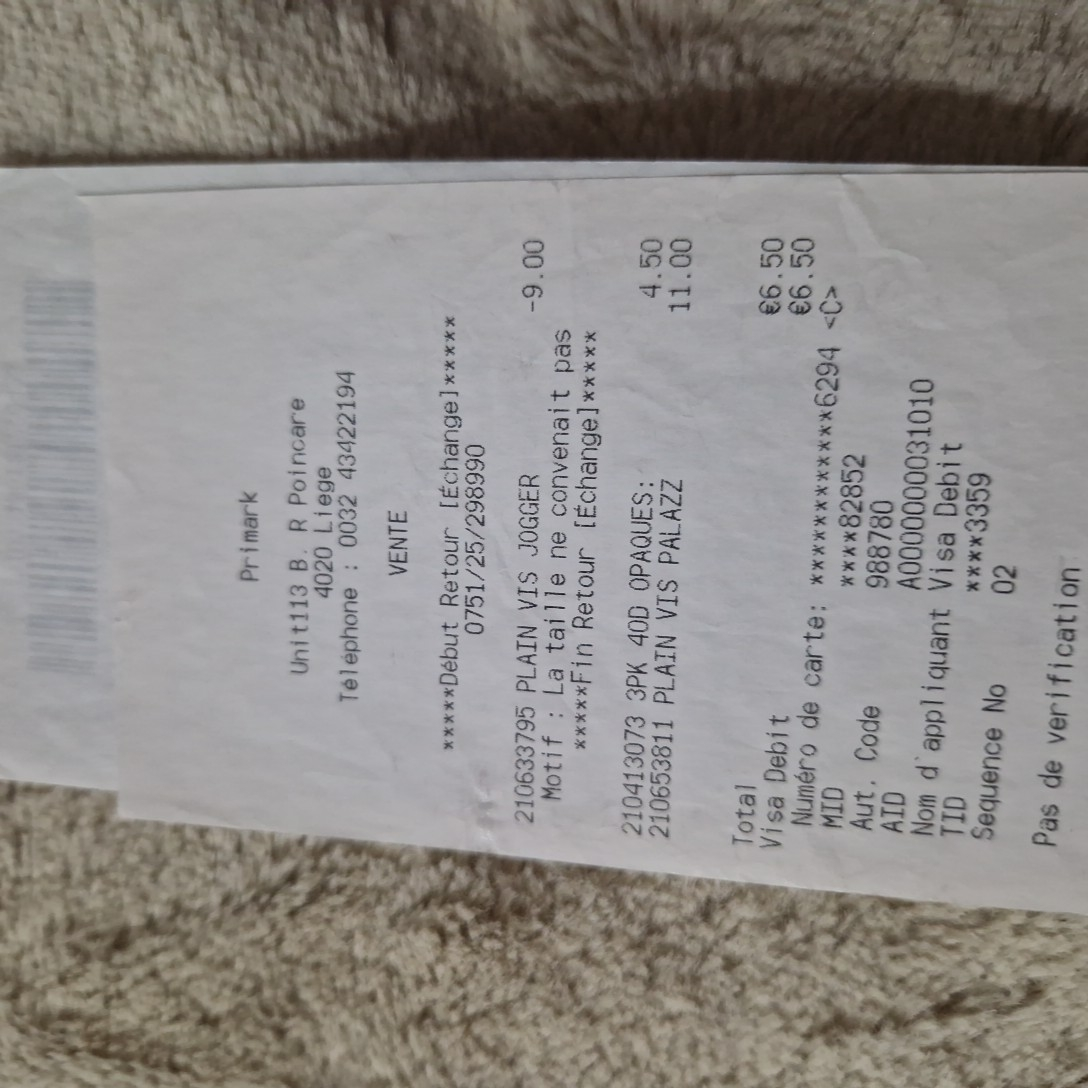 Primark
Unit113 B. R Poincare
4020 Liege
Téléphone : 0032 43422194
VENTE
*****Début Retour [Échange]*****
0751/25/298990
210633795 PLAIN VIS JOGGER -9.00
Motif : La taille ne convenait pas
*****Fin Retour [Échange]*****
210413073 3PK 40D OPAQUES: 4.50
210653811 PLAIN VIS PALAZZ 11.00
Total €6.50
Visa Debit €6.50
Numéro de carte: ************6294 <C>
MID ****82852
Aut. Code 988780
AID A0000000031010
Nom d'appliquant Visa Debit
TID ****3359
Sequence No 02
Pas de verification